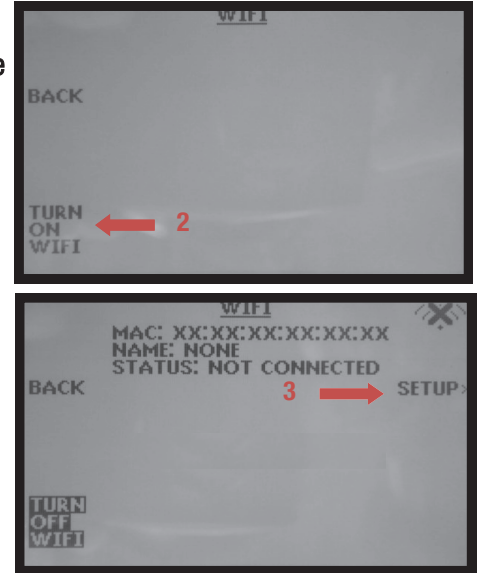 WIFI
e
BACK
TURN
ON
WIFI
2
WIFI
MAC: XX:XX:XX:XX:XX:XX
NAME: NONE
STATUS: NOT CONNECTED
BACK
3
SETUP>
TURN
OFF
WIFI